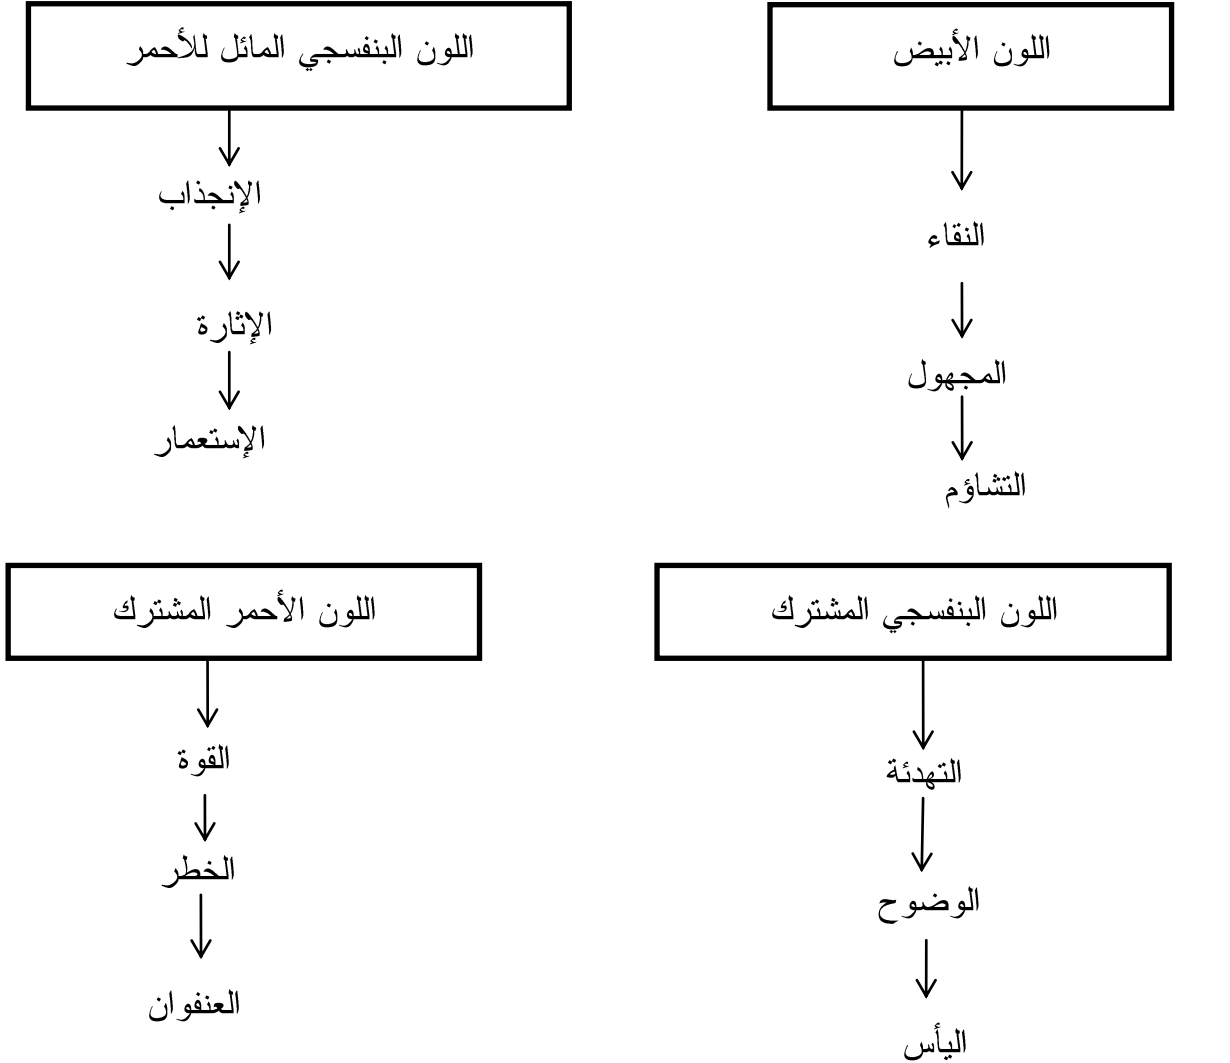 اللون الأبيض
النقاء
المجهول
التشاؤم
اللون البنفسجي المائل للأحمر
الإنجذاب
الإثارة
الإستعمار
اللون البنفسجي المشترك
التهدئة
الوضوح
اليأس
اللون الأحمر المشترك
القوة
الخطر
العنفوان